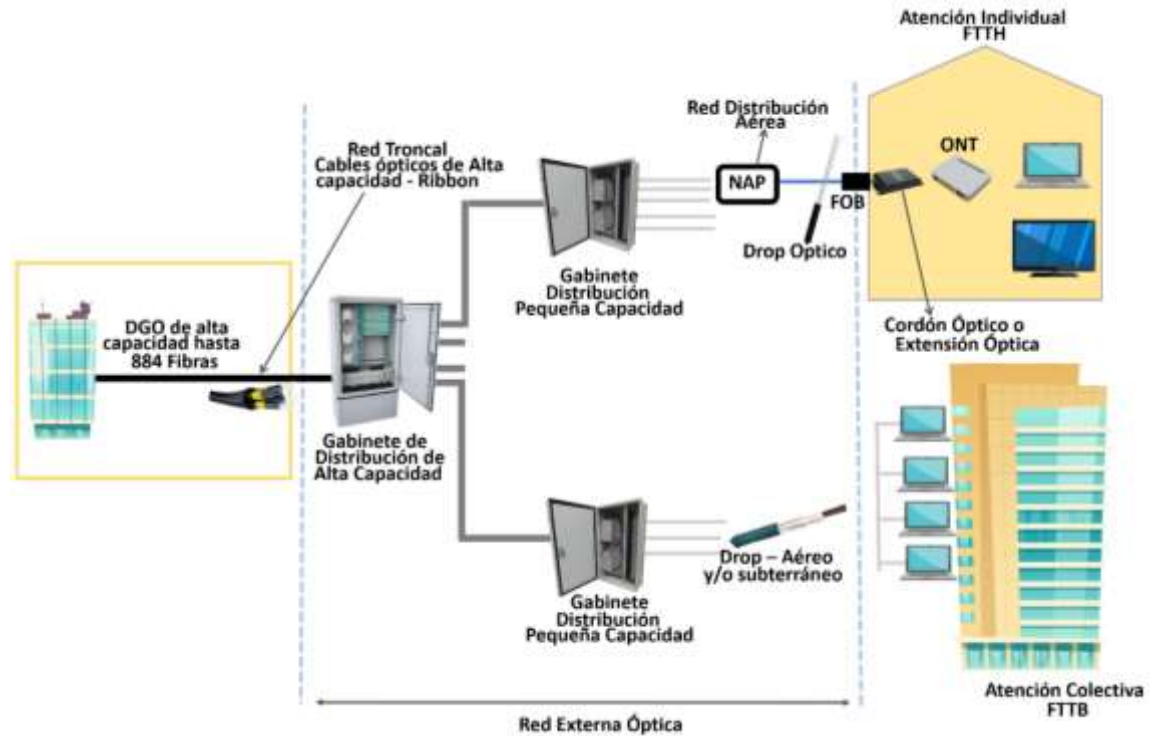 Atención Individual
FTTH
Red Distribución
Aérea
Red Troncal
Cables ópticos de Alta
capacidad - Ribbon
ONT
NAP
FOB
Drop Optico
Gabinete
Distribución
Pequeña Capacidad
DGO de alta
capacidad hasta
884 Fibras
Cordón Óptico o
Extensión Óptica
Gabinete de
Distribución de
Alta Capacidad
Drop – Aéreo
y/o subterráneo
Gabinete
Distribución
Pequeña Capacidad
Atención Colectiva
FTTB
Red Externa Óptica